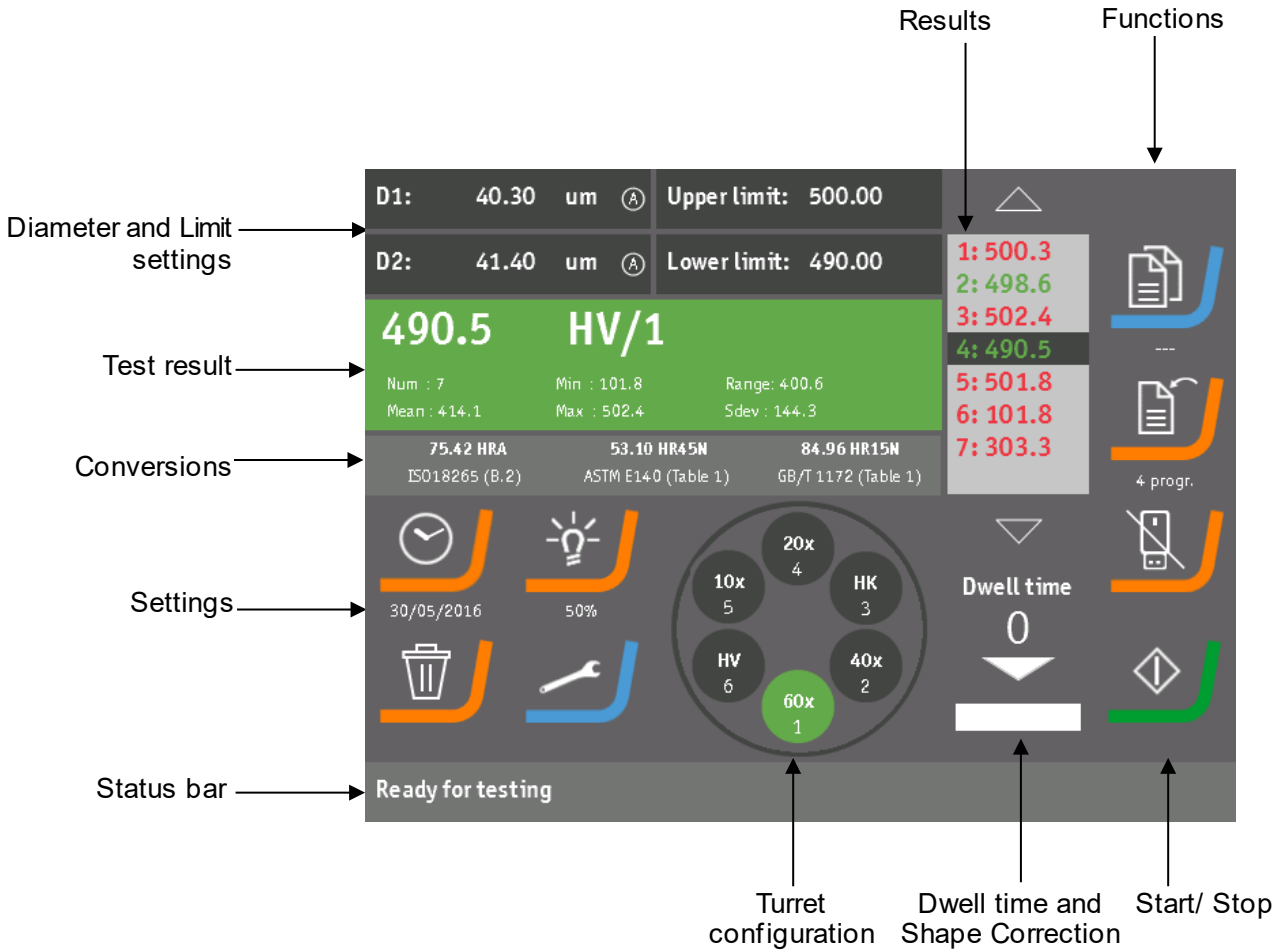 Results
Functions
Diameter and Limit
settings
D1: 40.30 um A
Upper limit: 500.00
D2: 41.40 um A
Lower limit: 490.00
Test result
490.5 HV/1
Num : 7 Min : 101.8 Range: 400.6
Mean : 414.1 Max : 502.4 Sdev : 144.3
Conversions
75.42 HRA 53.10 HR45N 84.96 HR15N
ISO18265 (B.2) ASTM E140 (Table 1) GB/T 1172 (Table 1)
1: 500.3
2: 498.6
3: 502.4
4: 490.5
5: 501.8
6: 101.8
7: 303.3
---
4 progr.
Settings
30/05/2016
50%
20x
4
10x
5
HK
3
HV
6
40x
2
60x
1
Dwell time
0
Status bar
Ready for testing
Turret
configuration
Dwell time and
Shape Correction
Start/ Stop